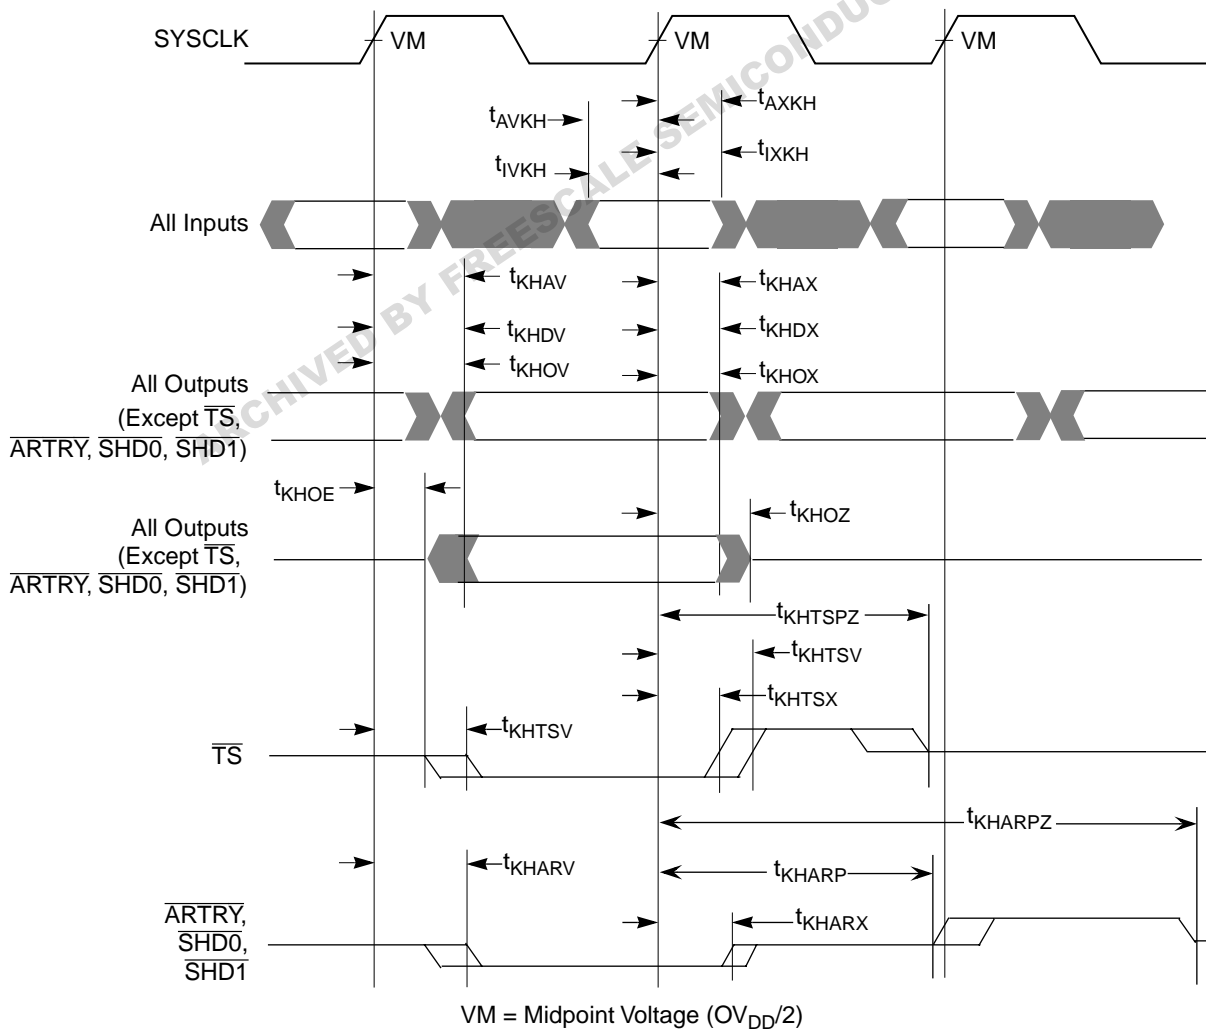 SYSCLK VM VM VM
tAXKH
tAVKH
tIXKH
tIVKH
All Inputs
tKHAV tKHAX
tKHDV tKHDX
tKHOV tKHOX
All Outputs
(Except TS,
ARTRY, SHD0, SHD1)
tKHOE
tKHOZ
All Outputs
(Except TS,
ARTRY, SHD0, SHD1)
tKHTSPZ
tKHTSV
tKHTSX
tKHTSV
TS
tKHARPZ
tKHARV tKHARP
tKHARX
ARTRY,
SHD0,
SHD1
VM = Midpoint Voltage (OVDD/2)
ARCHIVED BY FREESCALE SEMICONDUC